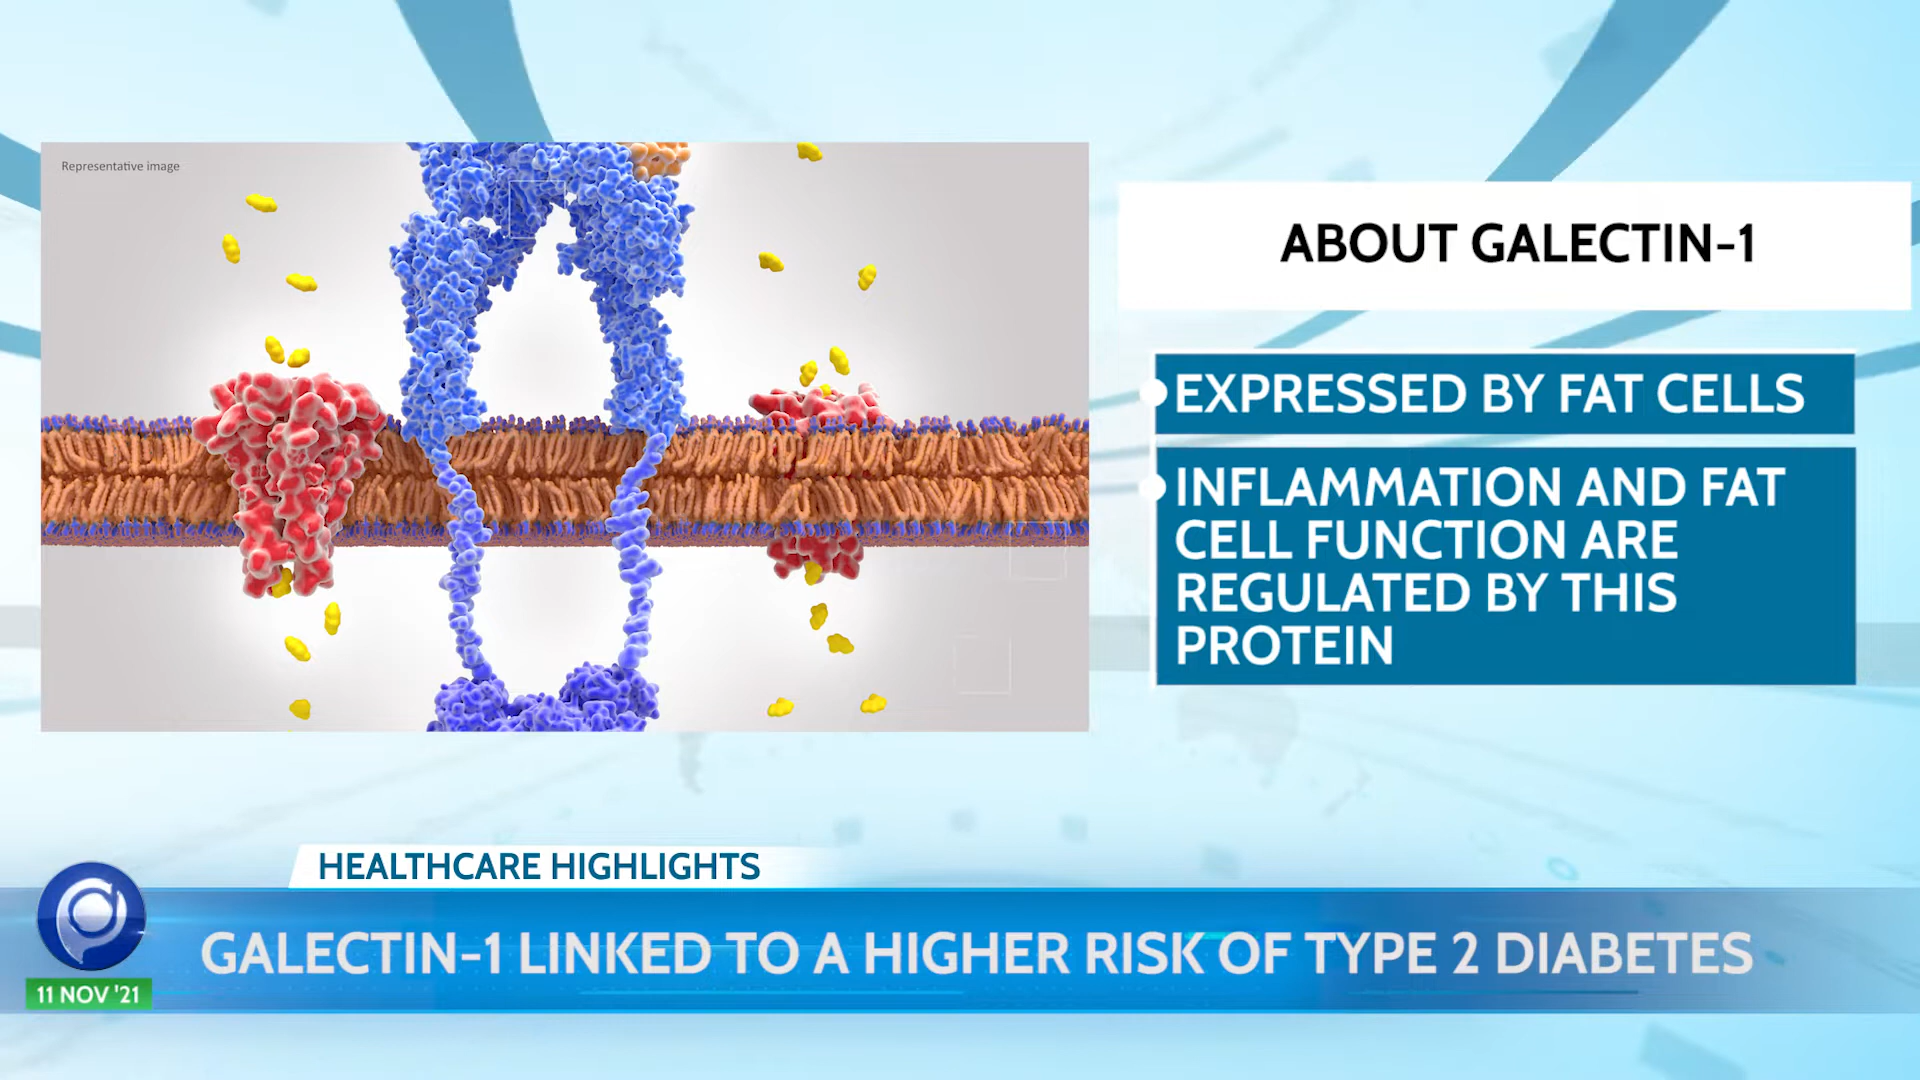 Representative image
ABOUT GALECTIN-1
EXPRESSED BY FAT CELLS
INFLAMMATION AND FAT
CELL FUNCTION ARE
REGULATED BY THIS
PROTEIN
HEALTHCARE HIGHLIGHTS
GALECTIN-1 LINKED TO A HIGHER RISK OF TYPE 2 DIABETES
11 NOV '21